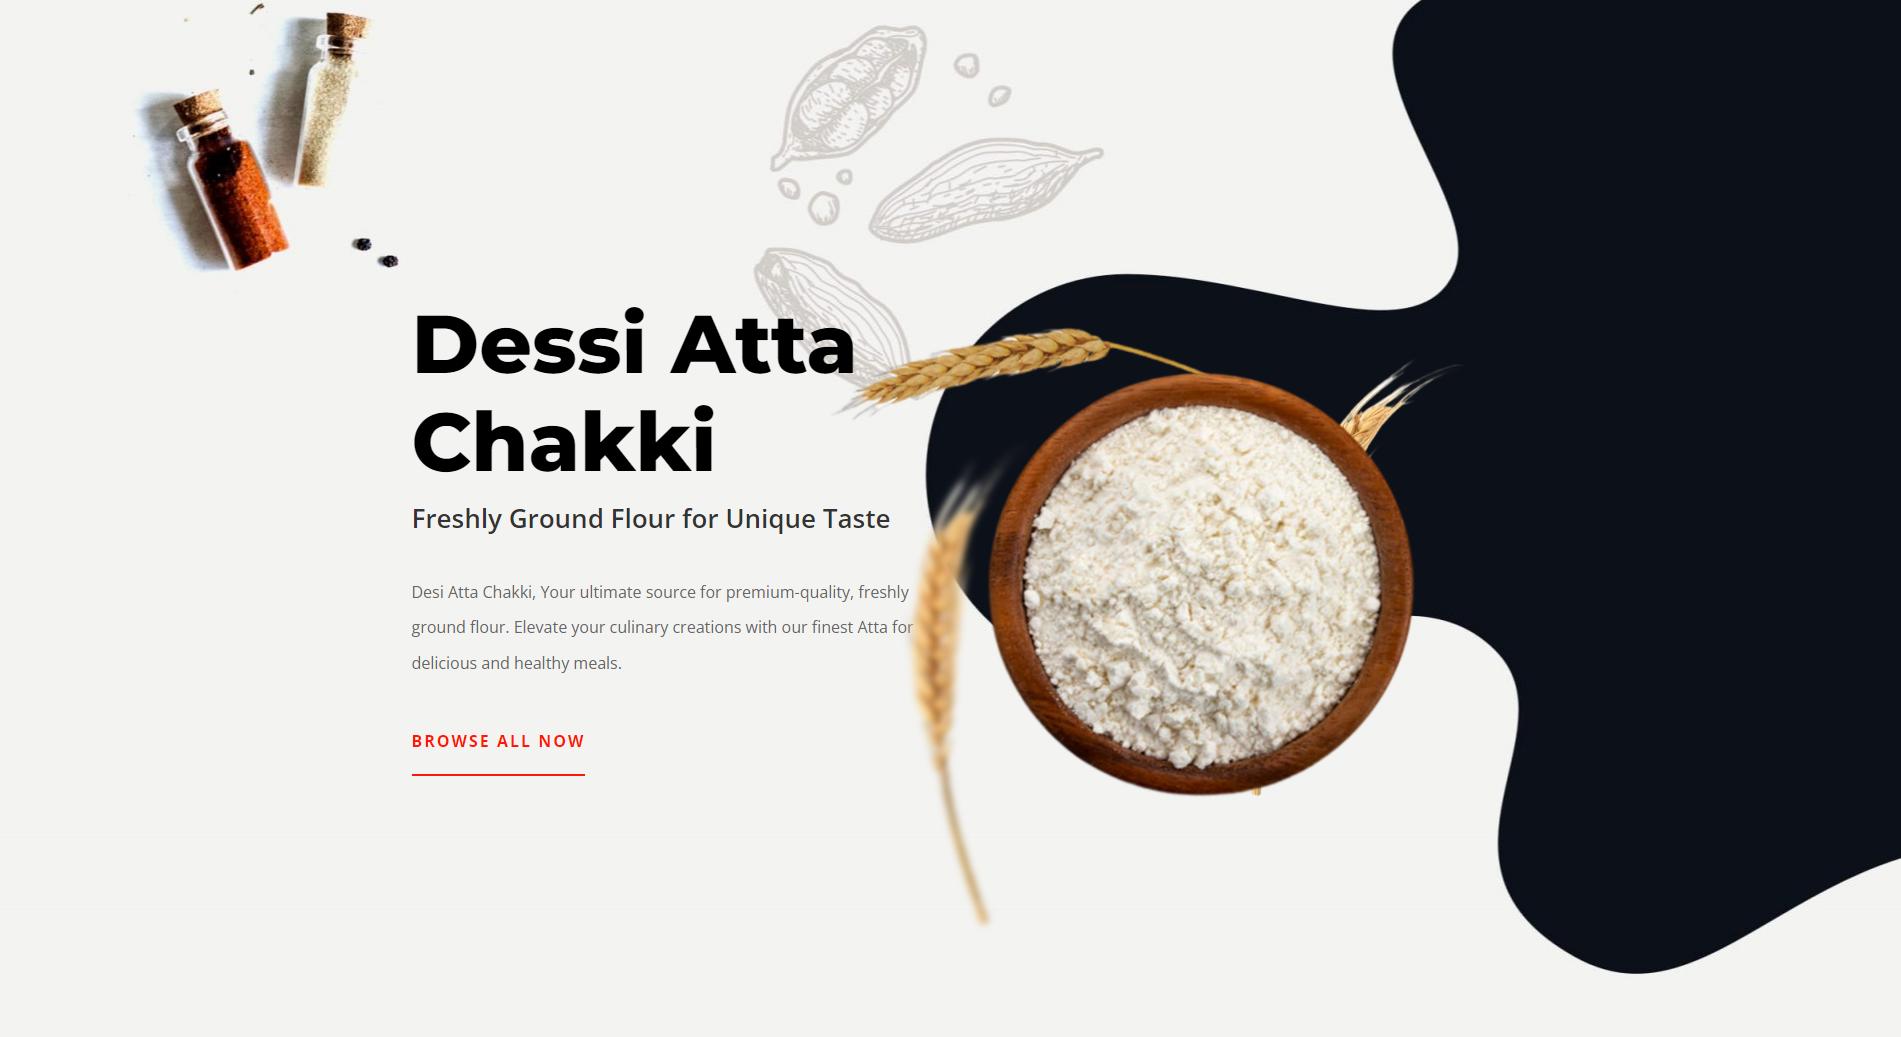 Dessi Atta
Chakki
Freshly Ground Flour for Unique Taste
Desi Atta Chakki, Your ultimate source for premium-quality, freshly
ground flour. Elevate your culinary creations with our finest Atta for
delicious and healthy meals.
BROWSE ALL NOW